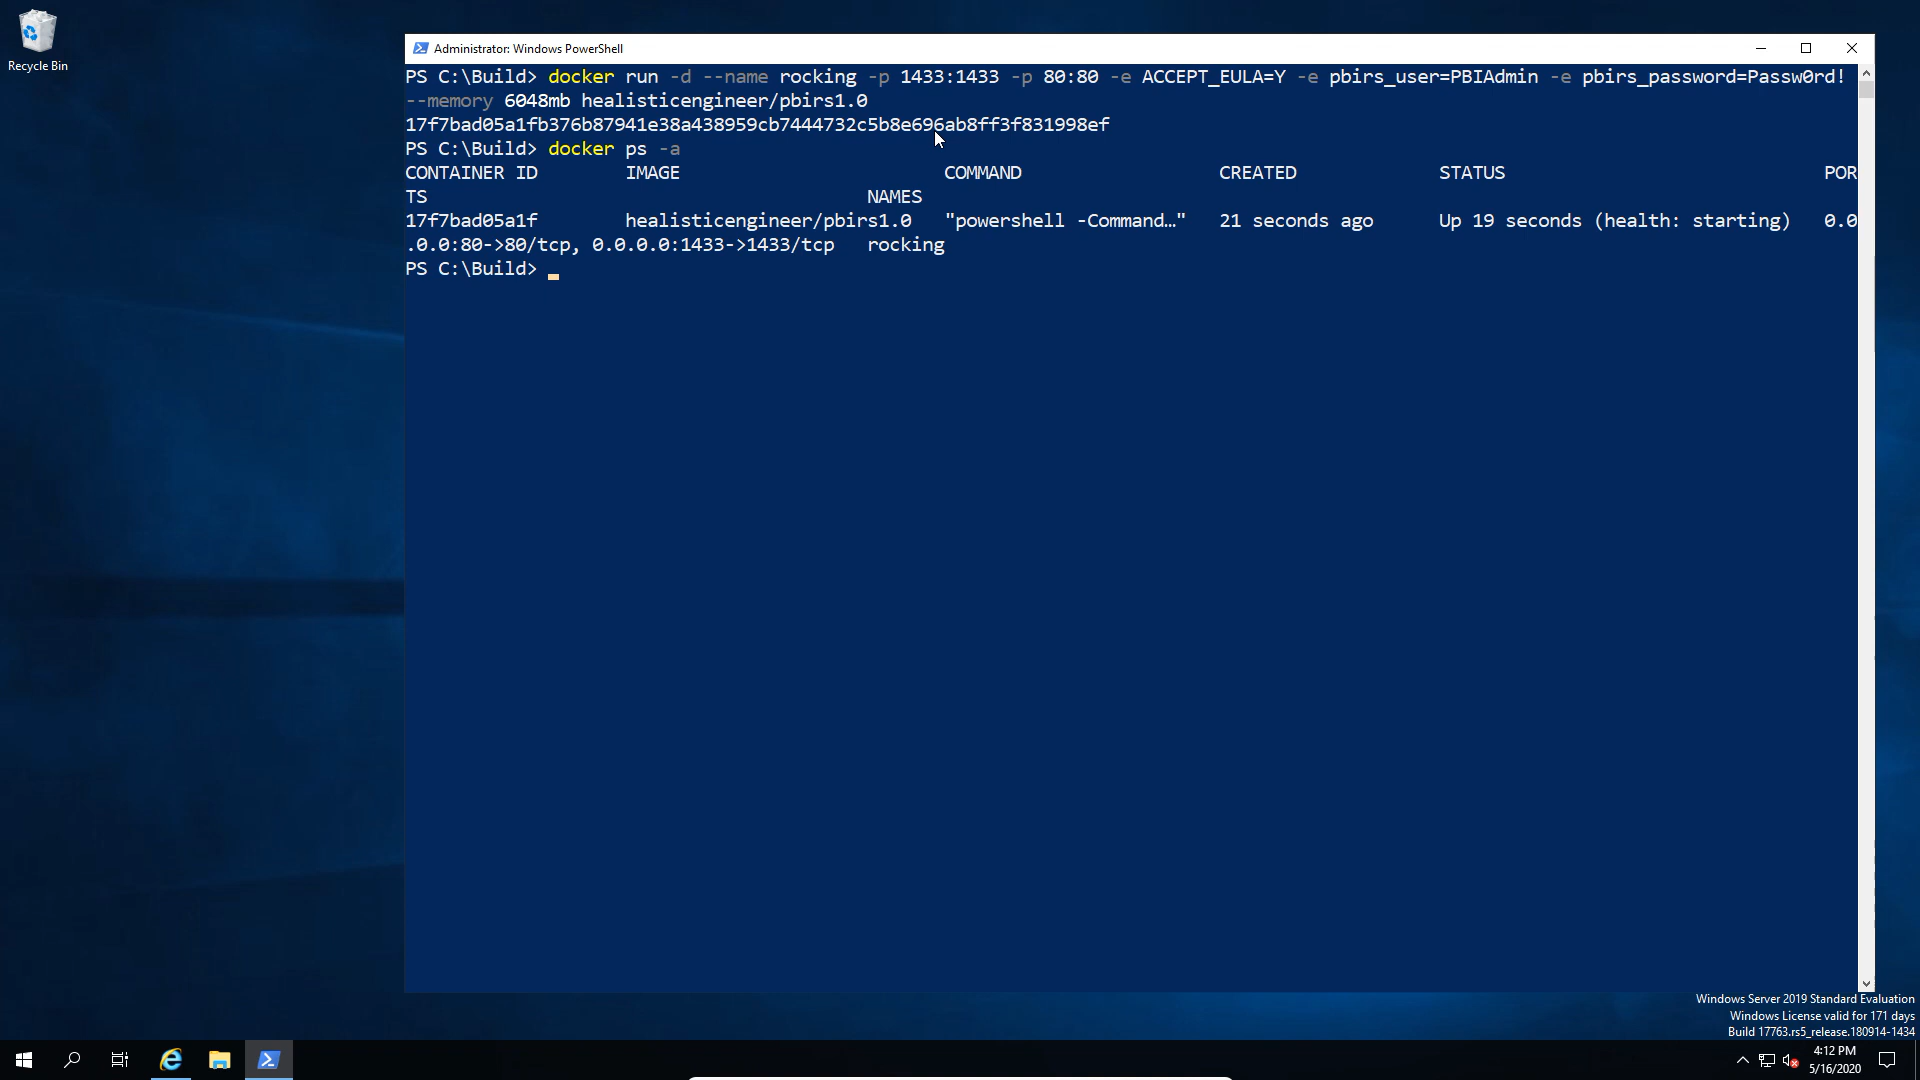 Recycle Bin
Administrator: Windows PowerShell
PS C:\Build> docker run -d --name rocking -p 1433:1433 -p 80:80 -e ACCEPT_EULA=Y -e pbirs_user=PBIAdmin -e pbirs_password=Passw0rd!
--memory 6048mb healisticengineer/pbirs1.0
17f7bad05a1fb376b87941e38a438959cb7444732c5b8e696ab8ff3f831998ef
PS C:\Build> docker ps -a
CONTAINER ID IMAGE COMMAND CREATED STATUS POR
TS NAMES
17f7bad05a1f healisticengineer/pbirs1.0 "powershell -Command…" 21 seconds ago Up 19 seconds (health: starting) 0.0
.0.0:80->80/tcp, 0.0.0.0:1433->1433/tcp rocking
PS C:\Build>
Windows Server 2019 Standard Evaluation
Windows License valid for 171 days
Build 17763.rs5_release.180914-1434
4:12 PM
5/16/2020